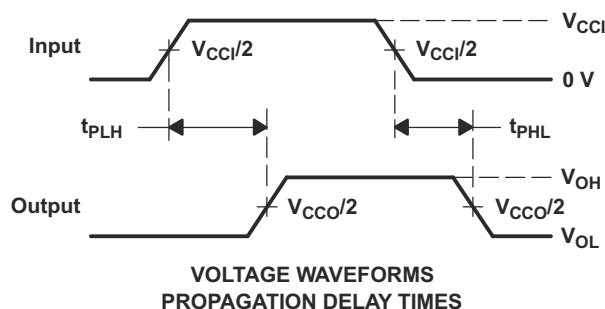 V_CCI
Input
V_CCI/2
V_CCI/2
0 V
t_PLH
t_PHL
V_OH
Output
V_CCO/2
V_CCO/2
V_OL
VOLTAGE WAVEFORMS
PROPAGATION DELAY TIMES